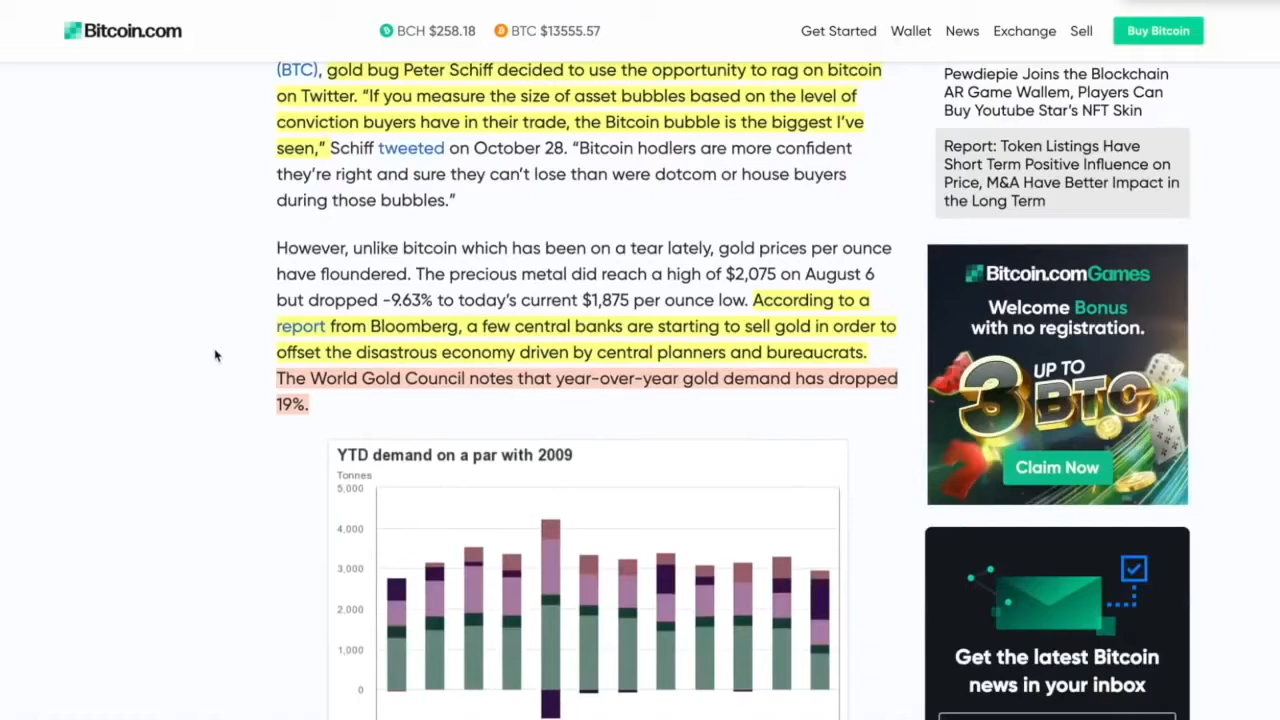 Bitcoin.com
BCH $258.18
BTC $13555.57
Get Started
Wallet
News
Exchange
Sell
Buy Bitcoin
(BTC), gold bug Peter Schiff decided to use the opportunity to rag on bitcoin
on Twitter. “If you measure the size of asset bubbles based on the level of
conviction buyers have in their trade, the Bitcoin bubble is the biggest I’ve
seen,” Schiff tweeted on October 28. “Bitcoin hodlers are more confident
they’re right and sure they can’t lose than were dotcom or house buyers
during those bubbles.”
However, unlike bitcoin which has been on a tear lately, gold prices per ounce
have floundered. The precious metal did reach a high of $2,075 on August 6
but dropped -9.63% to today’s current $1,875 per ounce low. According to a
report from Bloomberg, a few central banks are starting to sell gold in order to
offset the disastrous economy driven by central planners and bureaucrats.
The World Gold Council notes that year-over-year gold demand has dropped
19%.
YTD demand on a par with 2009
Tonnes
5,000
4,000
3,000
2,000
1,000
0
Pewdiepie Joins the Blockchain
AR Game Wallem, Players Can
Buy Youtube Star’s NFT Skin
Report: Token Listings Have
Short Term Positive Influence on
Price, M&A Have Better Impact in
the Long Term
Bitcoin.comGames
Welcome Bonus
with no registration.
UP TO
3 BTC
Claim Now
Get the latest Bitcoin
news in your inbox